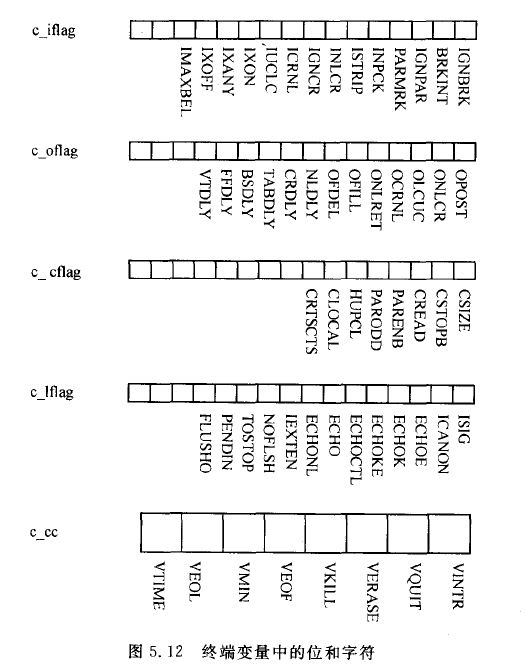 c_iflag
IMAXBEL
IXOFF
IXANY
IXON
IUCLC
ICRNL
IGNCR
INLCR
ISTRIP
INPCK
PARMRK
IGNPAR
BRKINT
IGNBRK
c_oflag
VTDLY
FFDLY
BSDLY
TABDLY
CRDLY
NLDLY
OFDEL
OFILL
ONLRET
OCRNL
OLCUC
ONLCR
OPOST
c_cflag
CRTSCTS
CLOCAL
HUPCL
PARODD
PARENB
CREAD
CSTOPB
CSIZE
c_lflag
FLUSHO
PENDIN
TOSTOP
NOFLSH
IEXTEN
ECHONL
ECHO
ECHOCTL
ECHOKE
ECHOK
ECHOE
ICANON
ISIG
c_cc
VTIME
VEOL
VMIN
VEOF
VKILL
VERASE
VQUIT
VINTR
图 5.12 终端变量中的位和字符